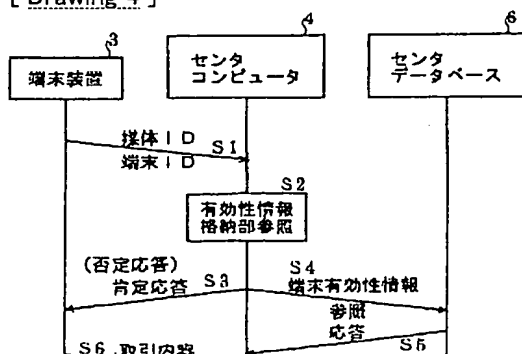 [ Drawing 4 ]
3
4
6
端末装置
センタ
コンピュータ
センタ
データベース
媒体ID
S1
端末ID
S2
有効性情報
格納部参照
(否定応答)
肯定応答
S3
S4
端末有効性情報
参照
応答
S5
S6
取引内容